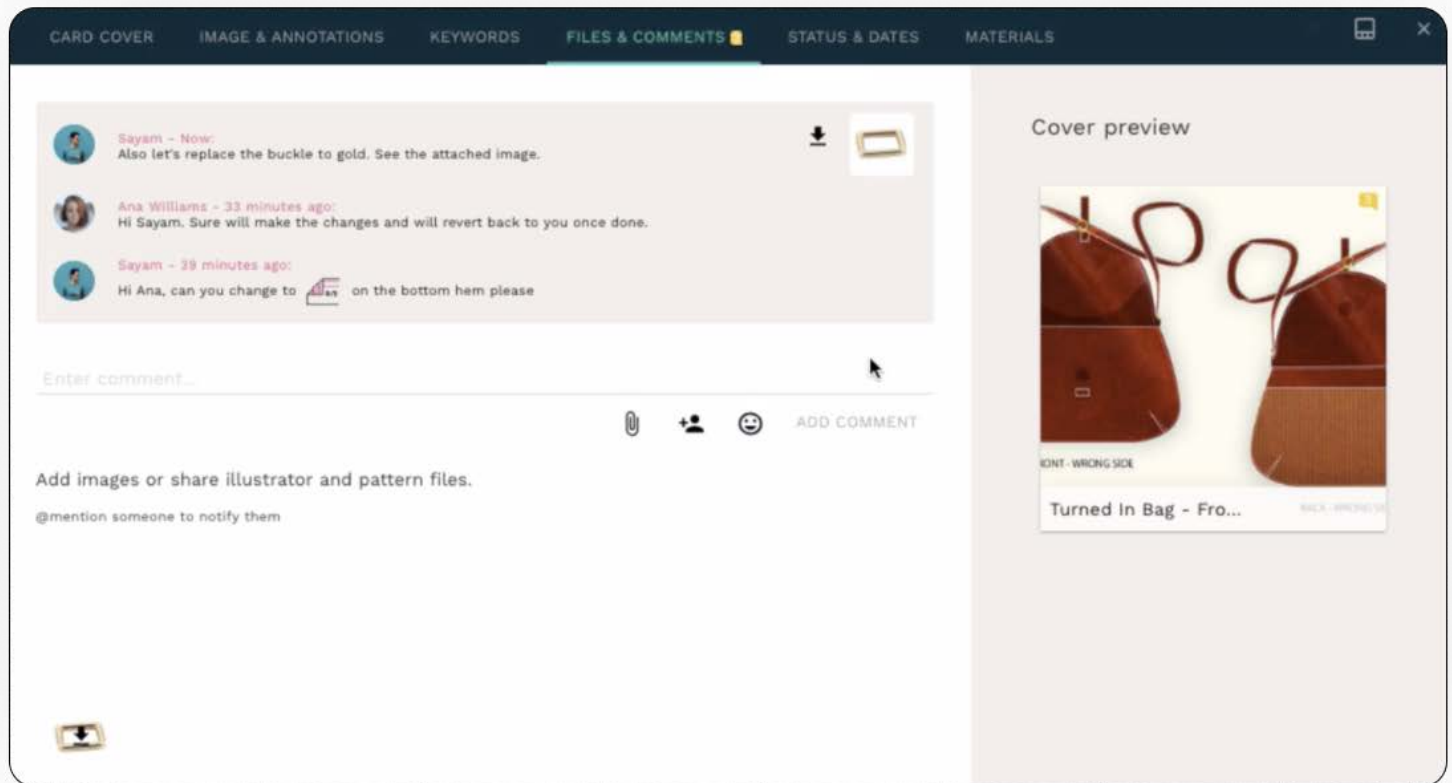 CARD COVER
IMAGE & ANNOTATIONS
KEYWORDS
FILES & COMMENTS
STATUS & DATES
MATERIALS
Sayam - Now:
Also let's replace the buckle to gold. See the attached image.
Ana Williams - 33 minutes ago:
Hi Sayam. Sure will make the changes and will revert back to you once done.
Sayam - 39 minutes ago:
Hi Ana, can you change to on the bottom hem please
Enter comment...
ADD COMMENT
Add images or share illustrator and pattern files.
@mention someone to notify them
Cover preview
RONT - WRONG SIDE
Turned In Bag - Fro...
BACK - WRONG SI